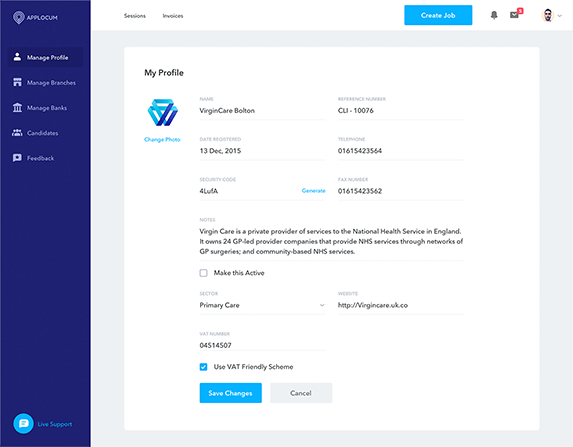 APPLOCUM
Sessions
Invoices
Create Job
5
Manage Profile
Manage Branches
Manage Banks
Candidates
Feedback
Live Support
My Profile
Change Photo
NAME
VirginCare Bolton
REFERENCE NUMBER
CLI - 10076
DATE REGISTERED
13 Dec, 2015
TELEPHONE
01615423564
SECURITY CODE
4LufA
Generate
FAX NUMBER
01615423562
NOTES
Virgin Care is a private provider of services to the National Health Service in England.
It owns 24 GP-led provider companies that provide NHS services through networks of
GP surgeries; and community-based NHS services.
Make this Active
SECTOR
Primary Care
WEBSITE
http://Virgincare.uk.co
VAT NUMBER
04514507
Use VAT Friendly Scheme
Save Changes
Cancel